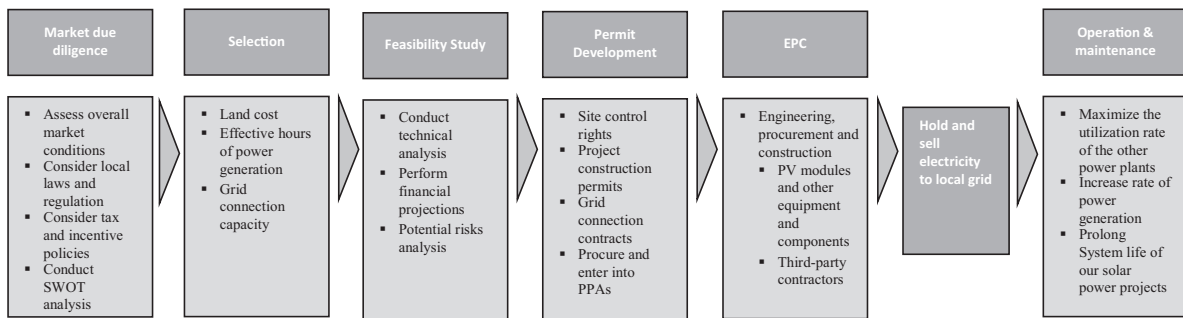 Market due
diligence
Selection
Feasibility Study
Permit
Development
EPC
Operation &
maintenance
▪ Assess overall
market
conditions
▪ Consider local
laws and
regulation
▪ Consider tax
and incentive
policies
▪ Conduct
SWOT
analysis
▪ Land cost
▪ Effective hours
of power
generation
▪ Grid
connection
capacity
▪ Conduct
technical
analysis
▪ Perform
financial
projections
▪ Potential risks
analysis
▪ Site control
rights
▪ Project
construction
permits
▪ Grid
connection
contracts
▪ Procure and
enter into
PPAs
▪ Engineering,
procurement and
construction
▪ PV modules
and other
equipment
and
components
▪ Third-party
contractors
Hold and
sell
electricity
to local grid
▪ Maximize the
utilization rate
of the other
power plants
▪ Increase rate of
power
generation
▪ Prolong
System life of
our solar
power projects